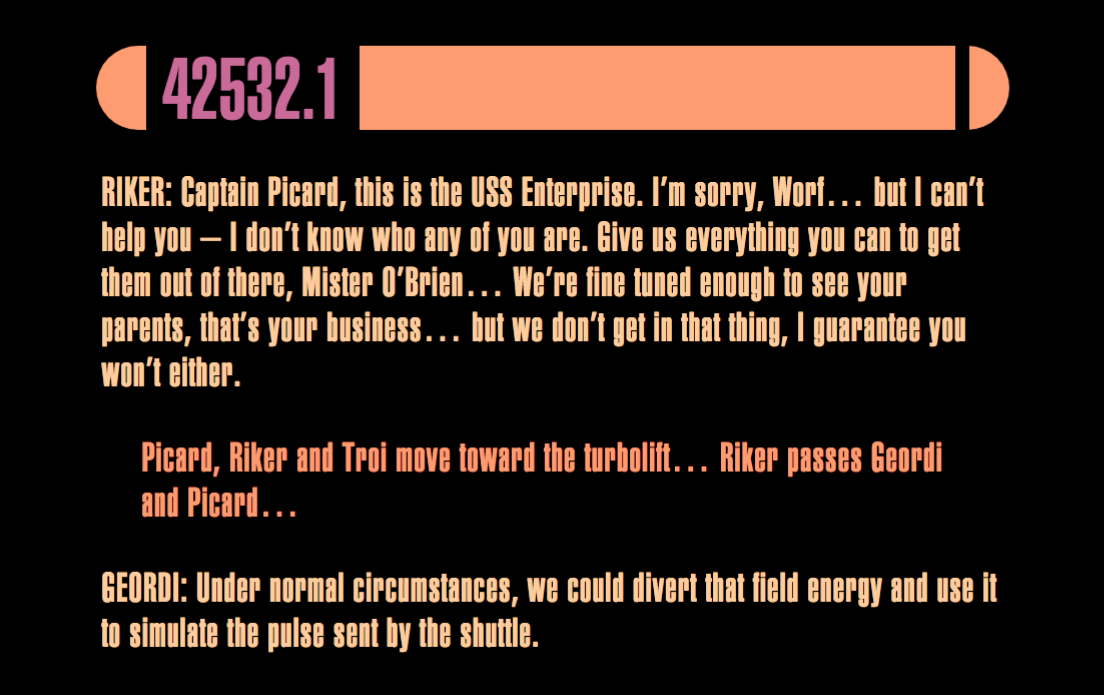 42532.1
RIKER: Captain Picard, this is the USS Enterprise. I’m sorry, Worf... but I can’t
help you — I don’t know who any of you are. Give us everything you can to get
them out of there, Mister O’Brien... We’re fine tuned enough to see your
parents, that’s your business... but we don’t get in that thing, I guarantee you
won’t either.
Picard, Riker and Troi move toward the turbolift... Riker passes Geordi
and Picard...
GEORDI: Under normal circumstances, we could divert that field energy and use it
to simulate the pulse sent by the shuttle.